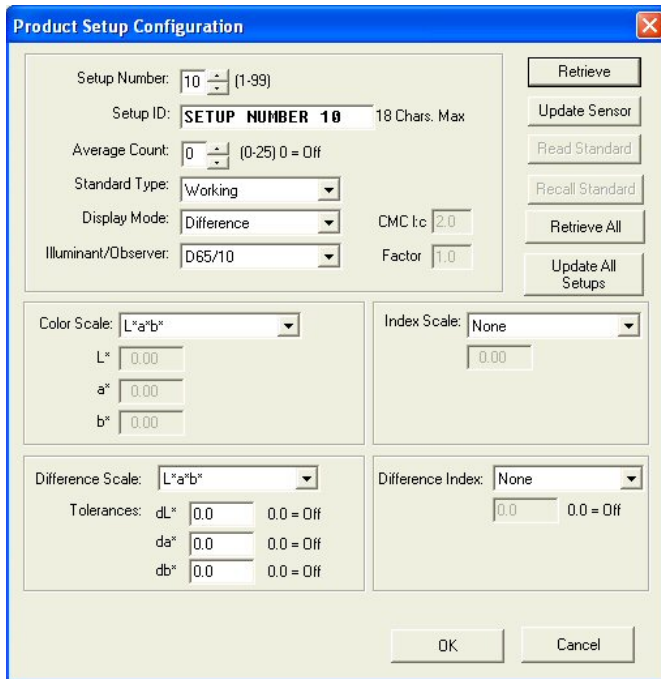 Product Setup Configuration
Setup Number: 10 (1-99)
Retrieve
Setup ID: SETUP NUMBER 10 18 Chars. Max
Update Sensor
Average Count: 0 (0-25) 0 = Off
Read Standard
Standard Type: Working
Recall Standard
Display Mode: Difference CMC l:c 2.0
Retrieve All
Illuminant/Observer: D65/10 Factor 1.0
Update All
Setups
Color Scale: L*a*b*
L* 0.00
a* 0.00
b* 0.00
Index Scale: None
0.00
Difference Scale: L*a*b*
Tolerances: dL* 0.0 0.0 = Off
da* 0.0 0.0 = Off
db* 0.0 0.0 = Off
Difference Index: None
0.0 0.0 = Off
OK
Cancel